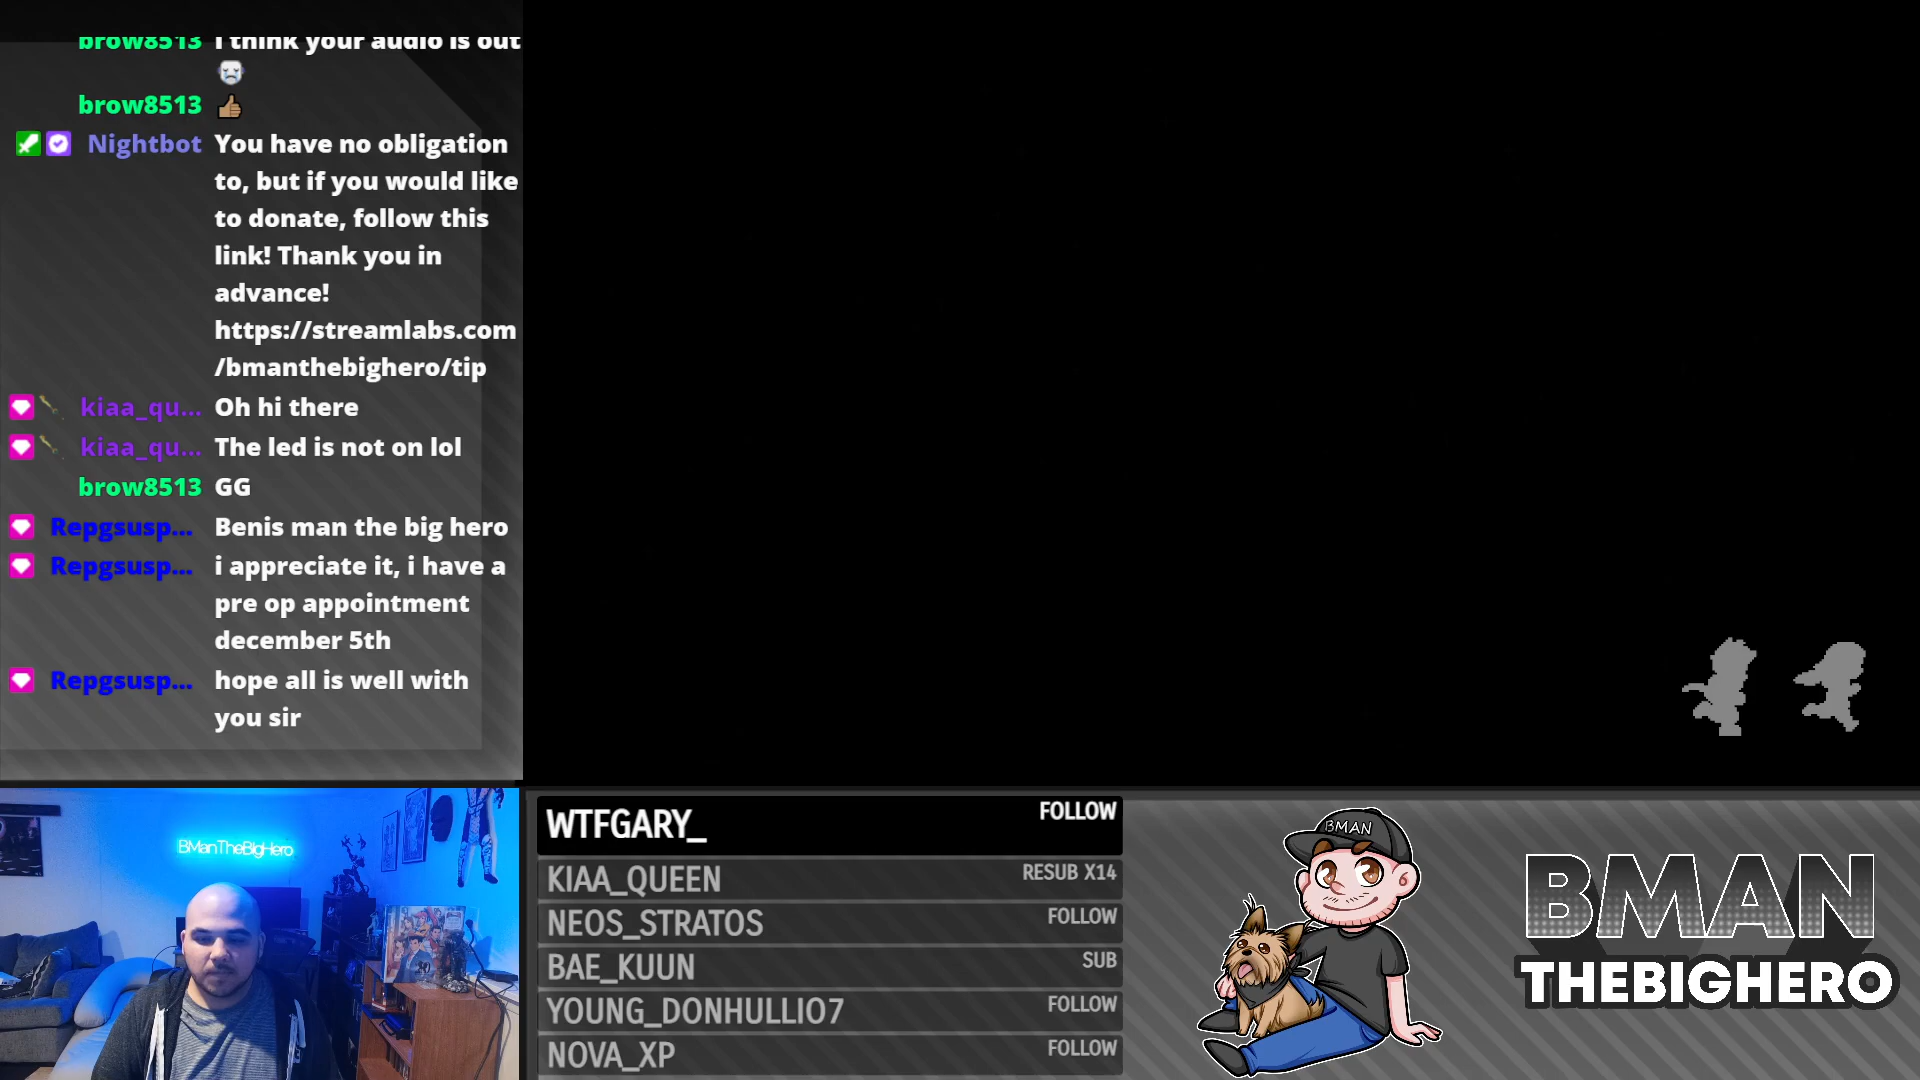 brow8513 I think your audio is out
brow8513
Nightbot You have no obligation
to, but if you would like
to donate, follow this
link! Thank you in
advance!
https://streamlabs.com
/bmanthebighero/tip
kiaa_qu... Oh hi there
kiaa_qu... The led is not on lol
brow8513 GG
Repgsusp... Benis man the big hero
Repgsusp... i appreciate it, i have a
pre op appointment
december 5th
Repgsusp... hope all is well with
you sir
BManTheBigHero
WTFGARY_ FOLLOW
KIAA_QUEEN RESUB X14
NEOS_STRATOS FOLLOW
BAE_KUUN SUB
YOUNG_DONHULLIO7 FOLLOW
NOVA_XP FOLLOW
BMAN
BMAN
THEBIGHERO